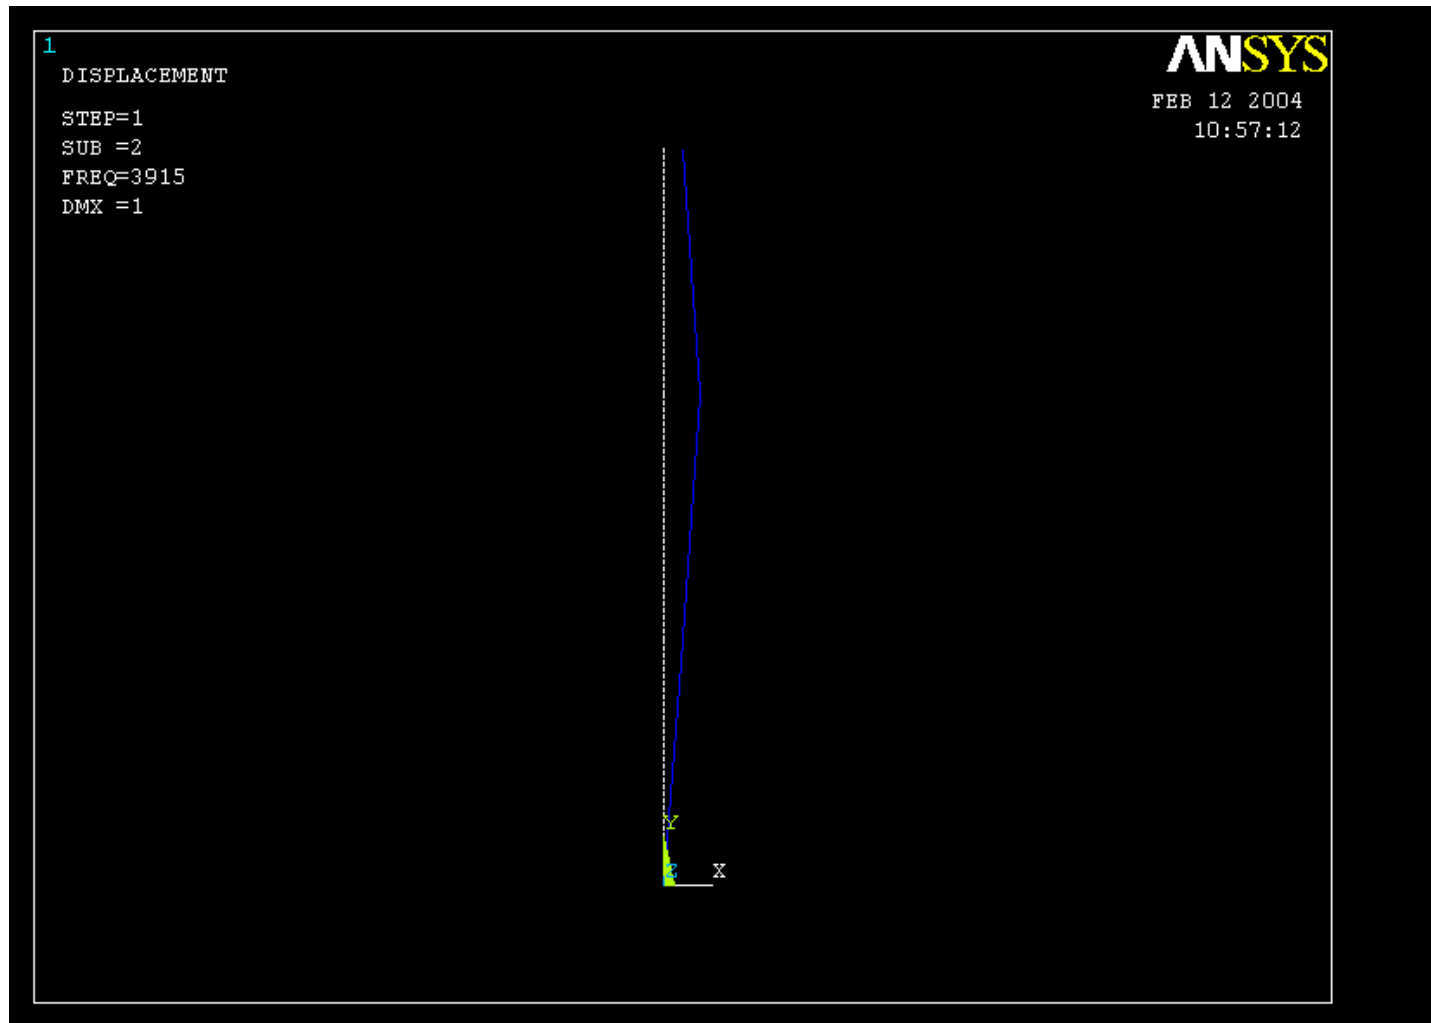 1
ANSYS
DISPLACEMENT
FEB 12 2004
STEP=1
10:57:12
SUB =2
FREQ=3915
DMX =1
Y
Z
X